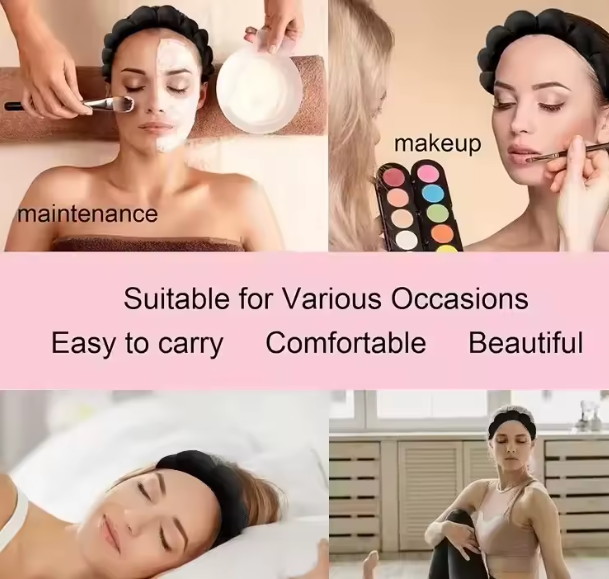 makeup
maintenance
Suitable for Various Occasions
Easy to carry Comfortable Beautiful